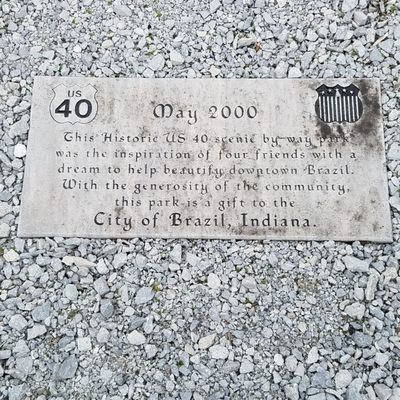 US
40
May 2000
This Historic US 40 scenic by-way park
was the inspiration of four friends with a
dream to help beautify downtown Brazil.
With the generosity of the community,
this park is a gift to the
City of Brazil, Indiana.